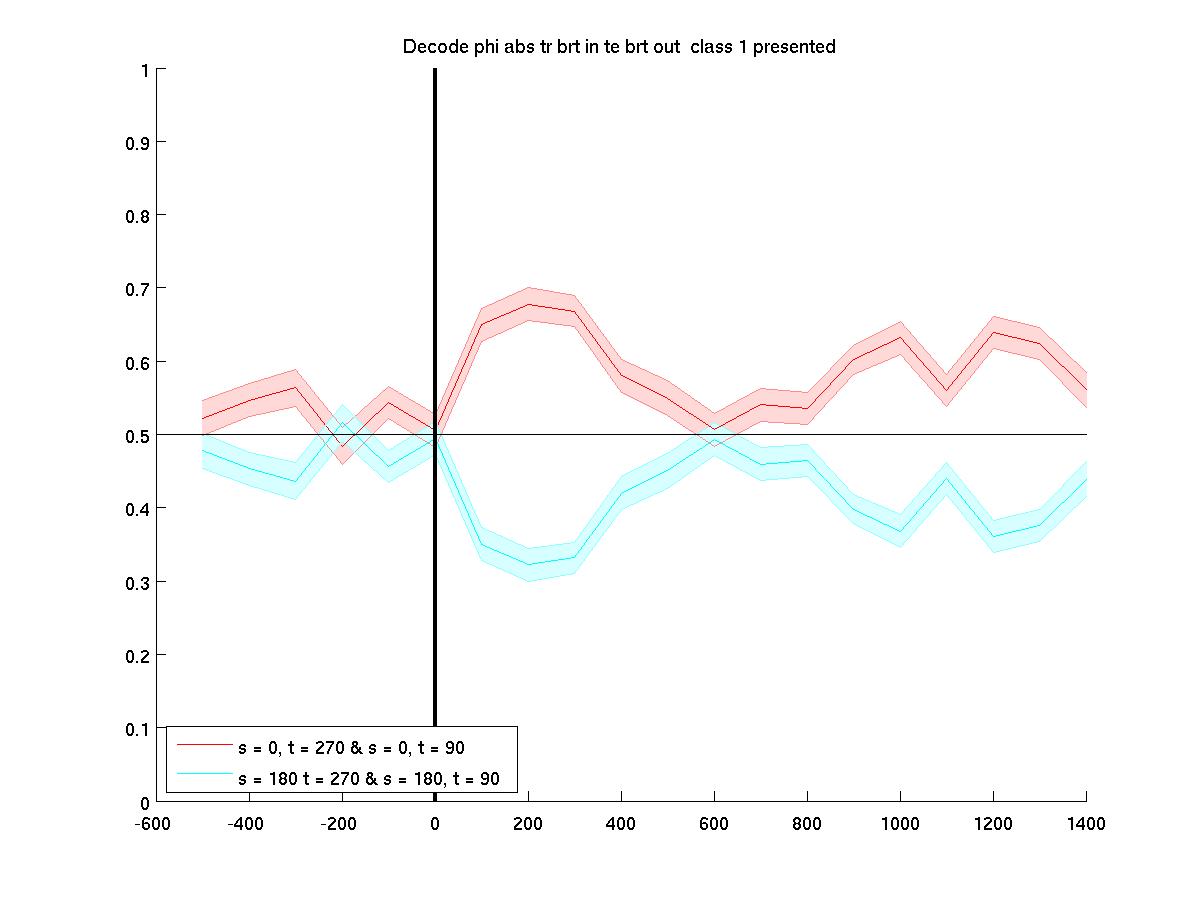 Decode phi abs tr brt in te brt out  class 1 presented
1
0.9
0.8
0.7
0.6
0.5
0.4
0.3
0.2
0.1
0
s = 0, t = 270 & s = 0, t = 90
s = 180 t = 270 & s = 180, t = 90
-600 -400 -200 0 200 400 600 800 1000 1200 1400